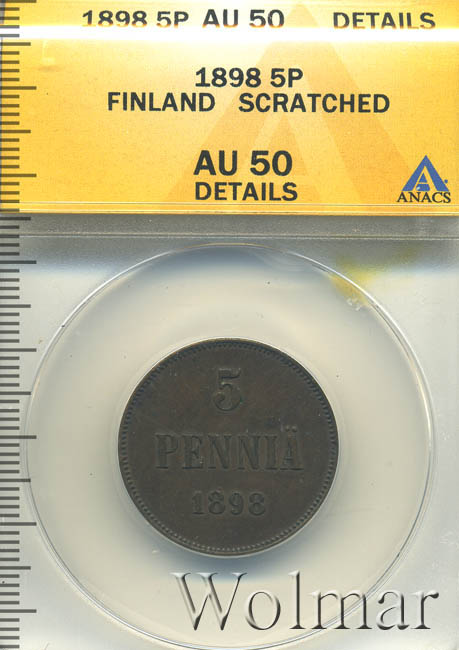 1898 5P AU 50 DETAILS
1898 5P
FINLAND SCRATCHED
AU 50
DETAILS
ANACS
5
PENNIÄ
1898
Wolmar